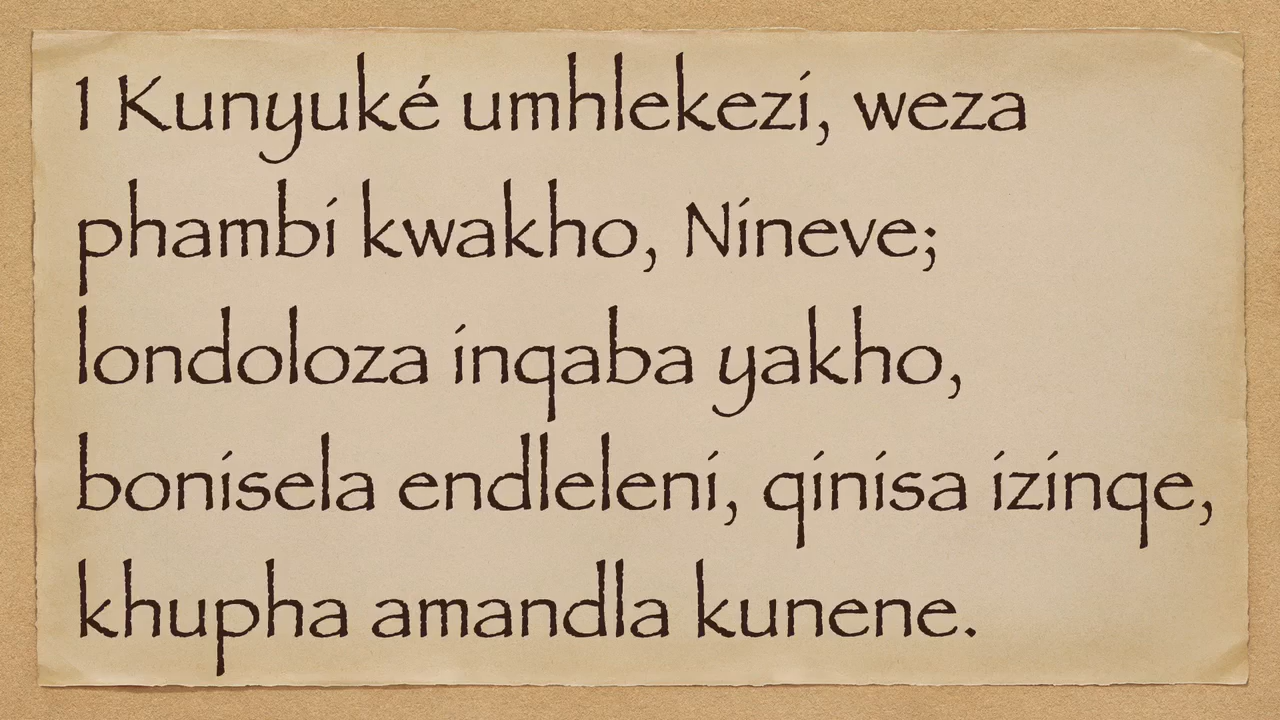 1 Kunyuké umhlekezi, weza
phambi kwakho, Nineve;
londoloza inqaba yakho,
bonisela endleleni, qinisa izinqe,
khupha amandla kunene.